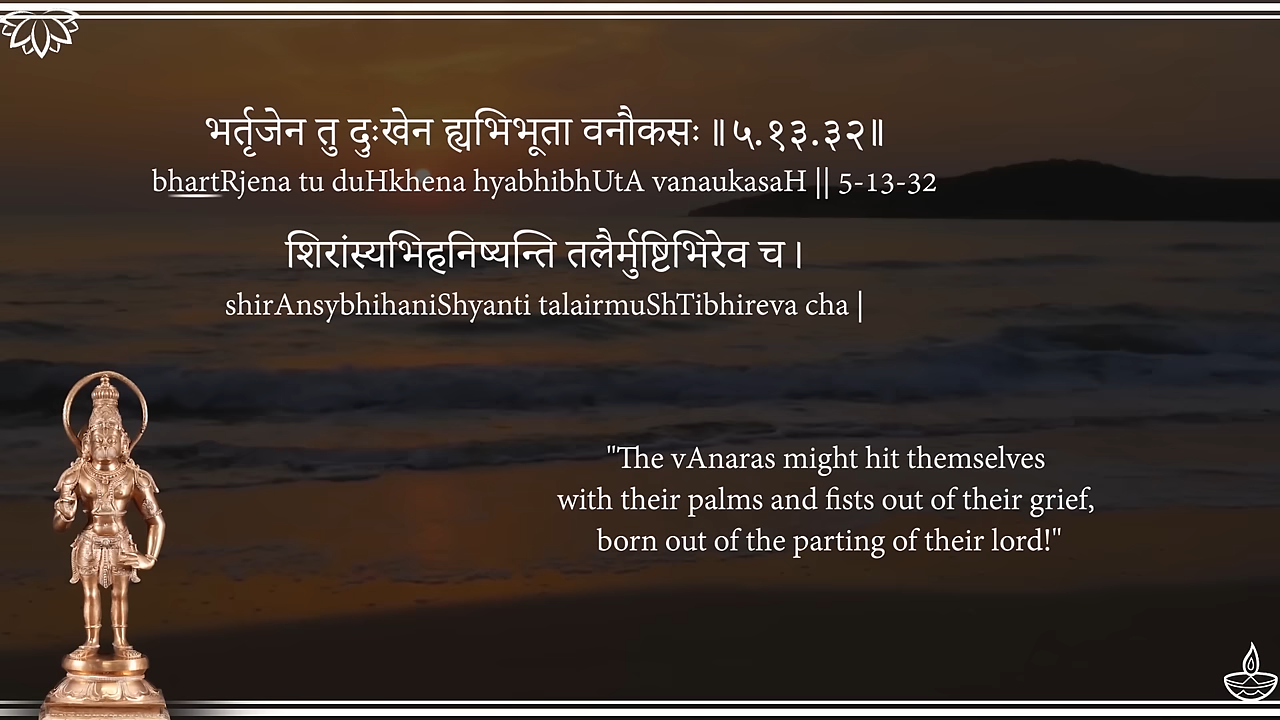 भर्तृजेन तु दुःखेन ह्यभिभूता वनौकसः ॥५.१३.३२॥
bhartRjena tu duHkhena hyabhibhUtA vanaukasaH || 5-13-32
शिरांस्यभिहनिष्यन्ति तलैर्मुष्टिभिरेव च ।
shirAnsybhihaniShyanti talairmuShTibhireva cha |
"The vAnaras might hit themselves
with their palms and fists out of their grief,
born out of the parting of their lord!"